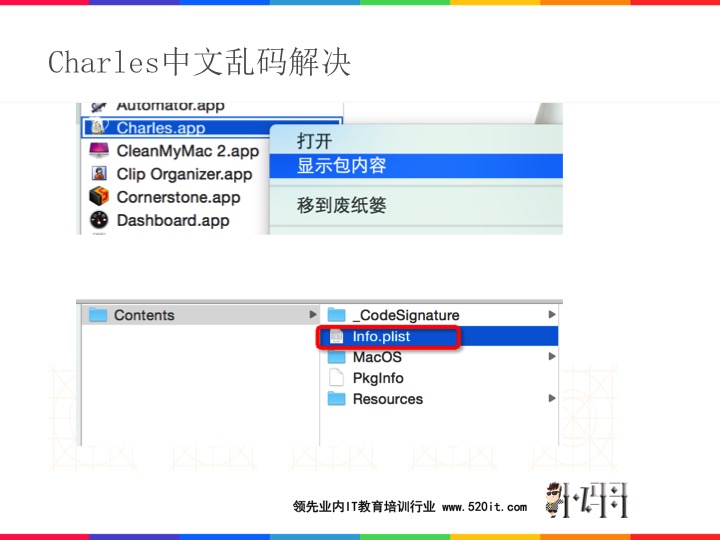 Charles中文乱码解决
Automator.app
Charles.app
CleanMyMac 2.app
Clip Organizer.app
Cornerstone.app
Dashboard.app
打开
显示包内容
移到废纸篓
Contents
_CodeSignature
Info.plist
MacOS
PkgInfo
Resources
领先业内IT教育培训行业 www.520it.com
小码哥